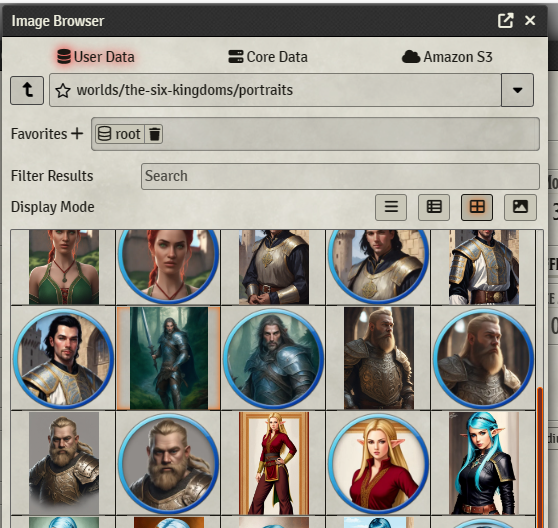 Image Browser
User Data
Core Data
Amazon S3
worlds/the-six-kingdoms/portraits
Favorites
root
Filter Results
Search
Display Mode